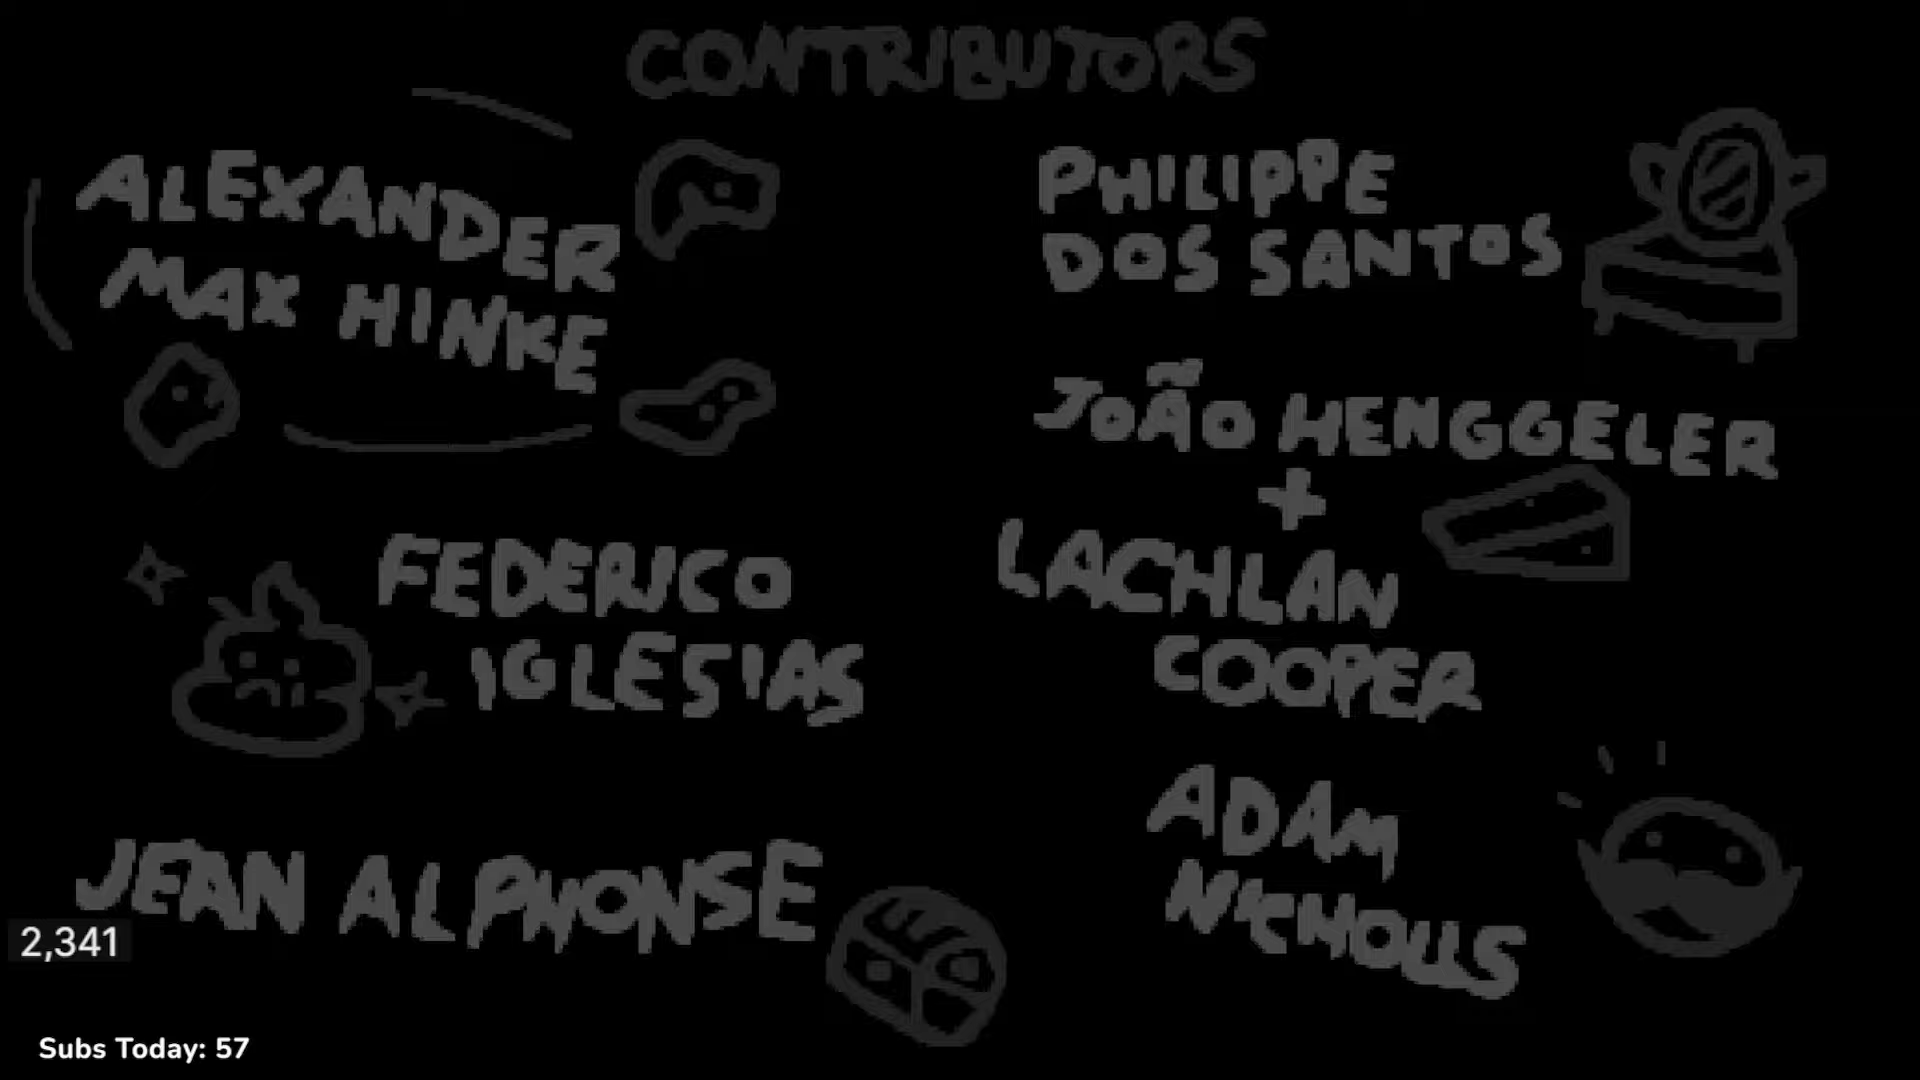 CONTRIBUTORS
ALEXANDER
MAX HINKE
FEDERICO
IGLESIAS
JEAN ALPHONSE
PHILIPPE
DOS SANTOS
JOÃO HENGGELER
+
LACHLAN
COOPER
ADAM
NICHOLLS
2,341
Subs Today: 57